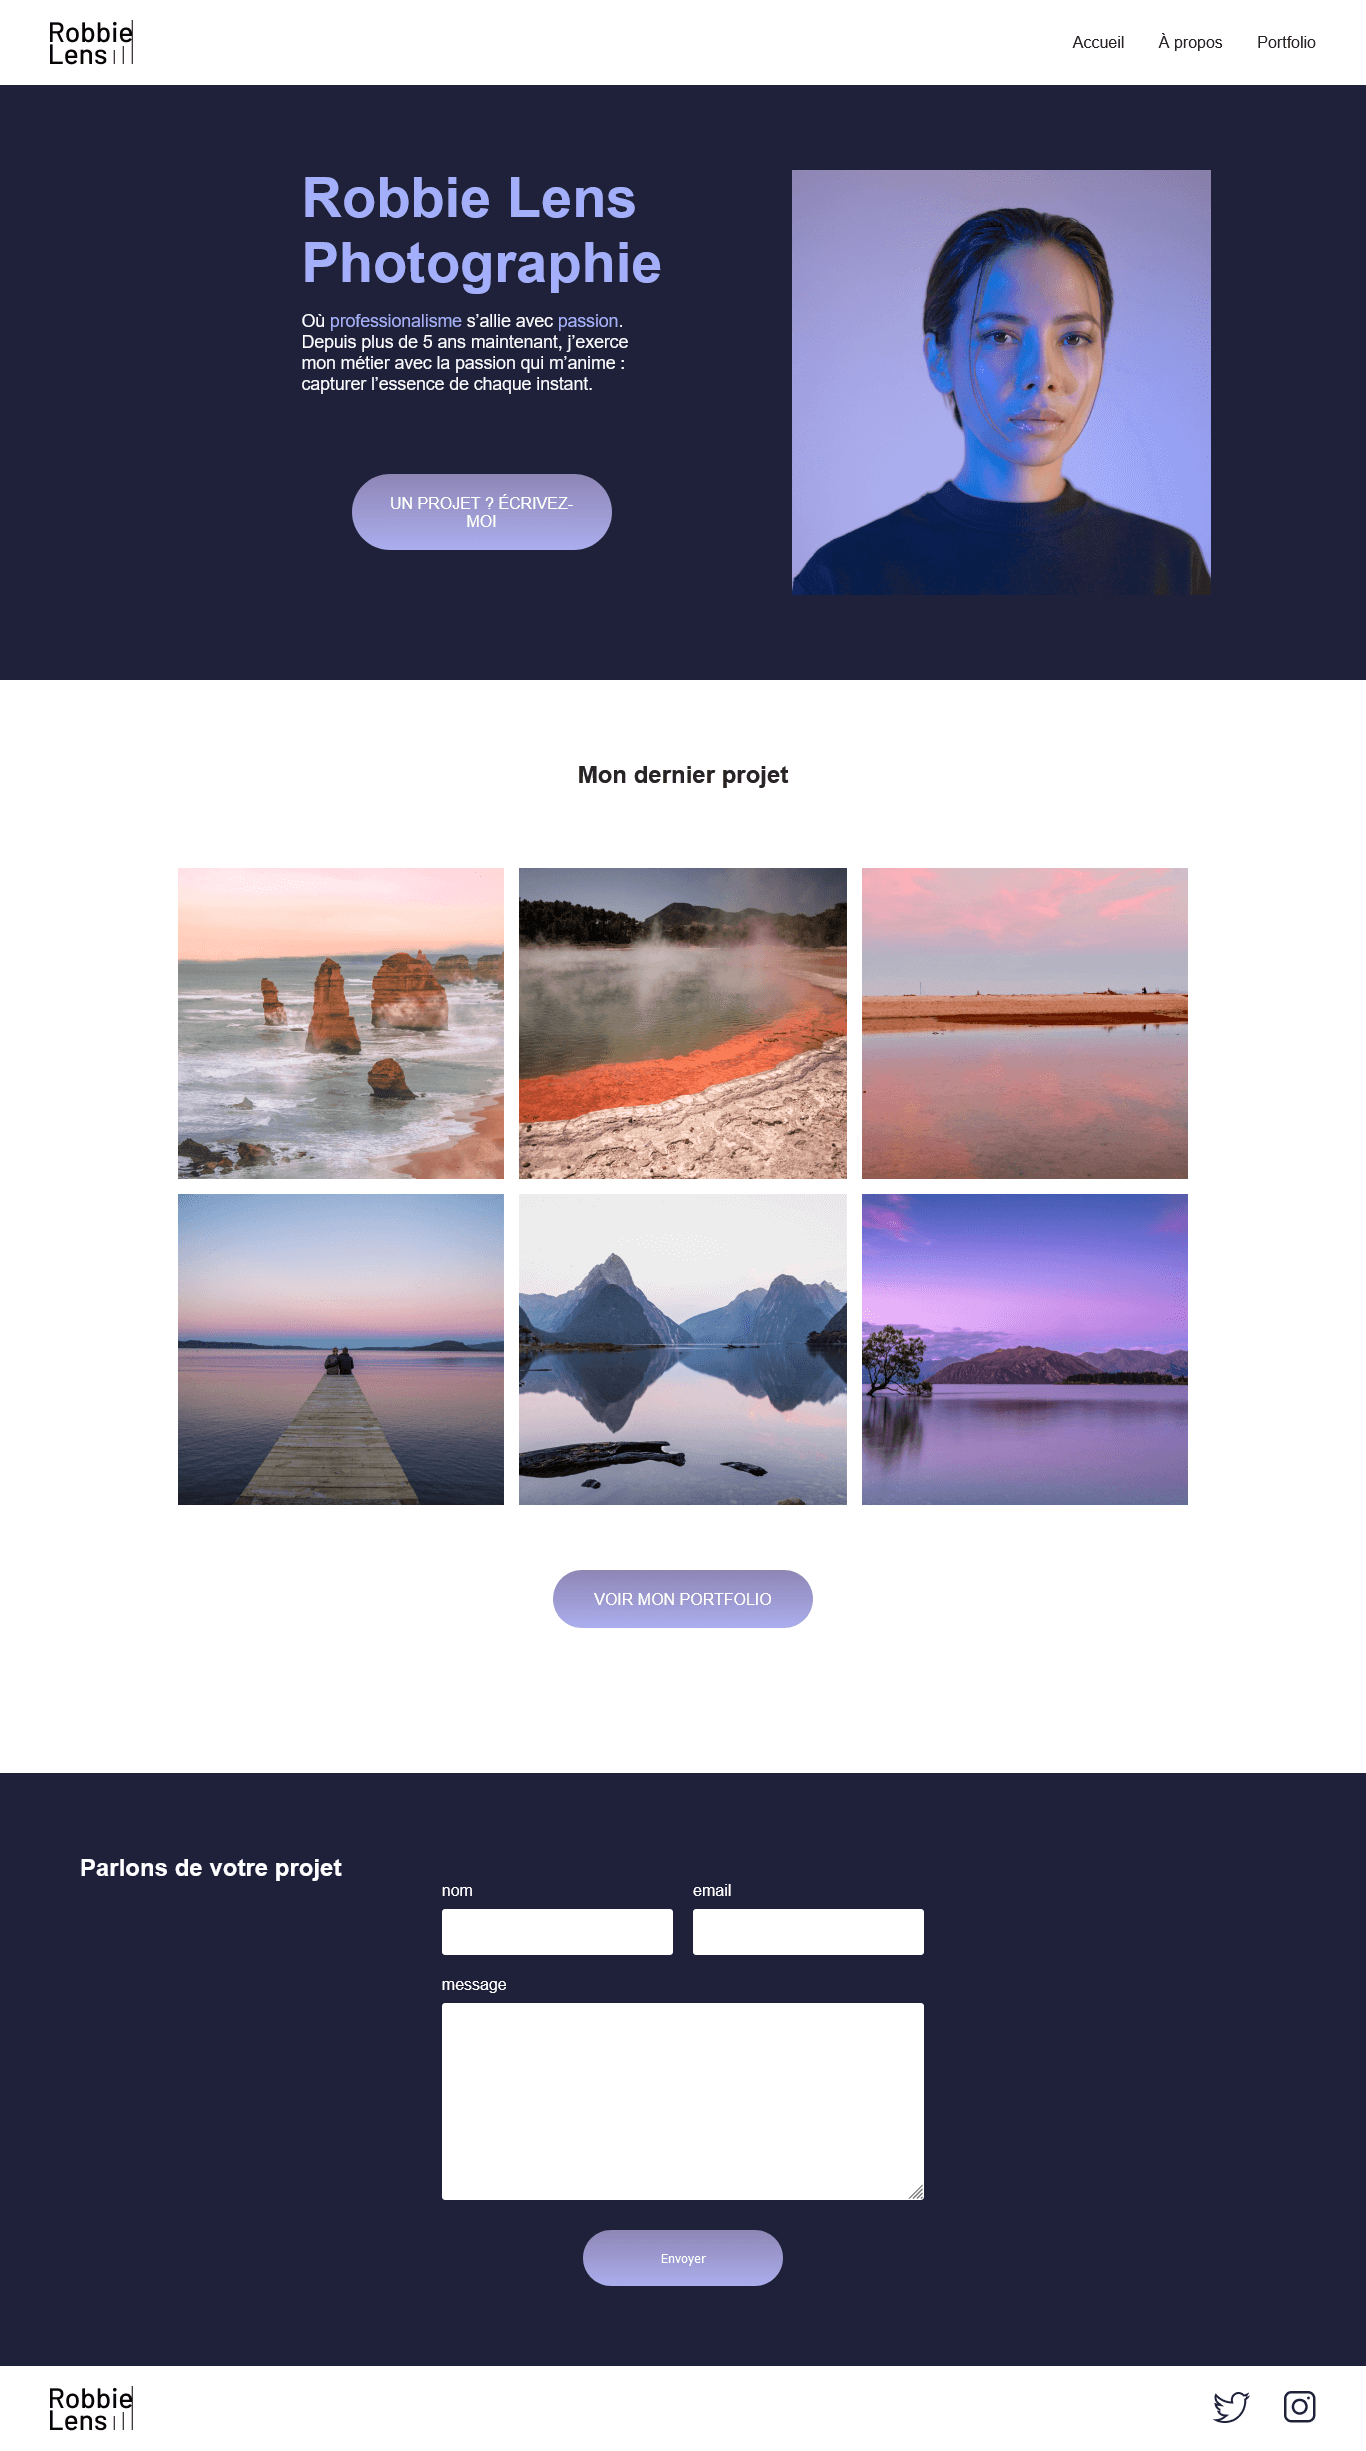 Robbie
Lens
Accueil À propos Portfolio
Robbie Lens
Photographie
Où professionalisme s’allie avec passion.
Depuis plus de 5 ans maintenant, j’exerce
mon métier avec la passion qui m’anime :
capturer l’essence de chaque instant.
UN PROJET ? ÉCRIVEZ-
MOI
Mon dernier projet
VOIR MON PORTFOLIO
Parlons de votre projet
nom
email
message
Envoyer
Robbie
Lens